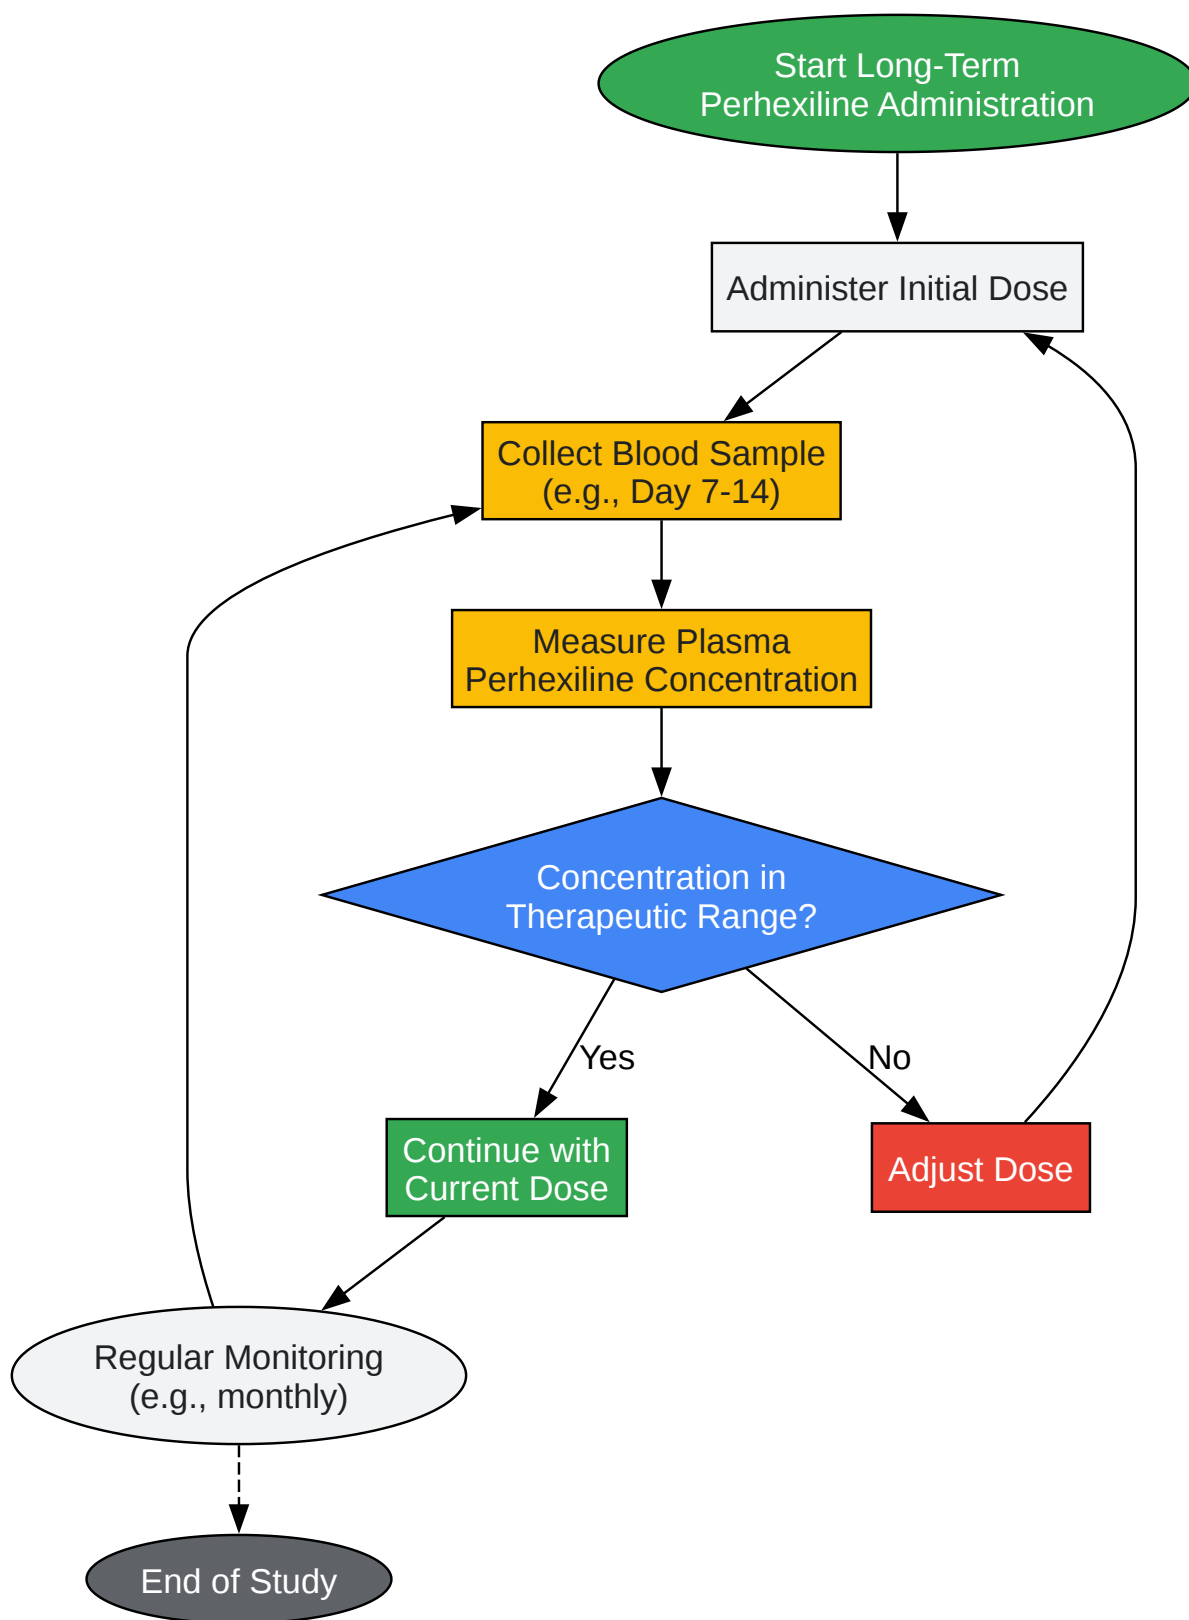 Start Long-Term
Perhexiline Administration
Administer Initial Dose
Collect Blood Sample
(e.g., Day 7-14)
Measure Plasma
Perhexiline Concentration
Concentration in
Therapeutic Range?
Yes
No
Continue with
Current Dose
Adjust Dose
Regular Monitoring
(e.g., monthly)
End of Study